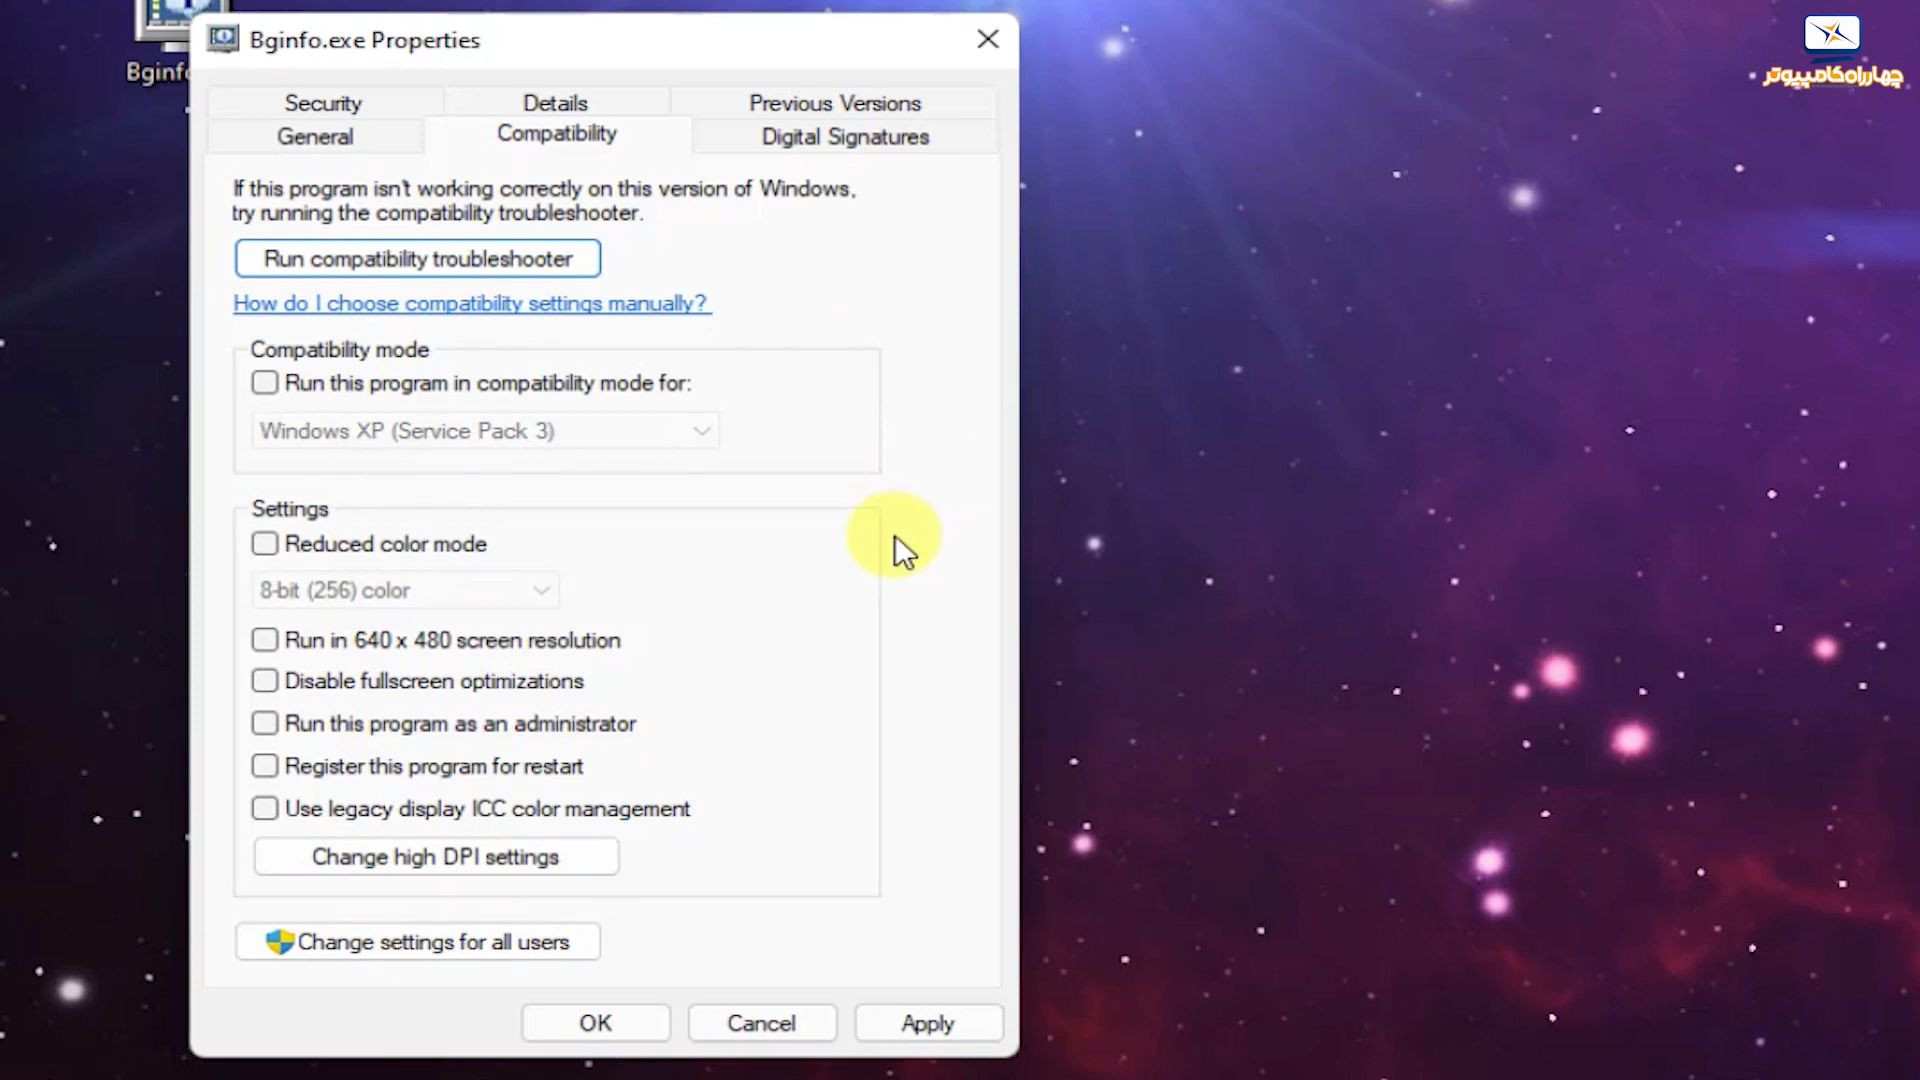 Bginfo.exe Properties
Bginfo
Security
Details
Previous Versions
General
Compatibility
Digital Signatures
If this program isn't working correctly on this version of Windows,
try running the compatibility troubleshooter.
Run compatibility troubleshooter
How do I choose compatibility settings manually?
Compatibility mode
Run this program in compatibility mode for:
Windows XP (Service Pack 3)
Settings
Reduced color mode
8-bit (256) color
Run in 640 x 480 screen resolution
Disable fullscreen optimizations
Run this program as an administrator
Register this program for restart
Use legacy display ICC color management
Change high DPI settings
Change settings for all users
OK
Cancel
Apply
چهارراه کامپیوتر